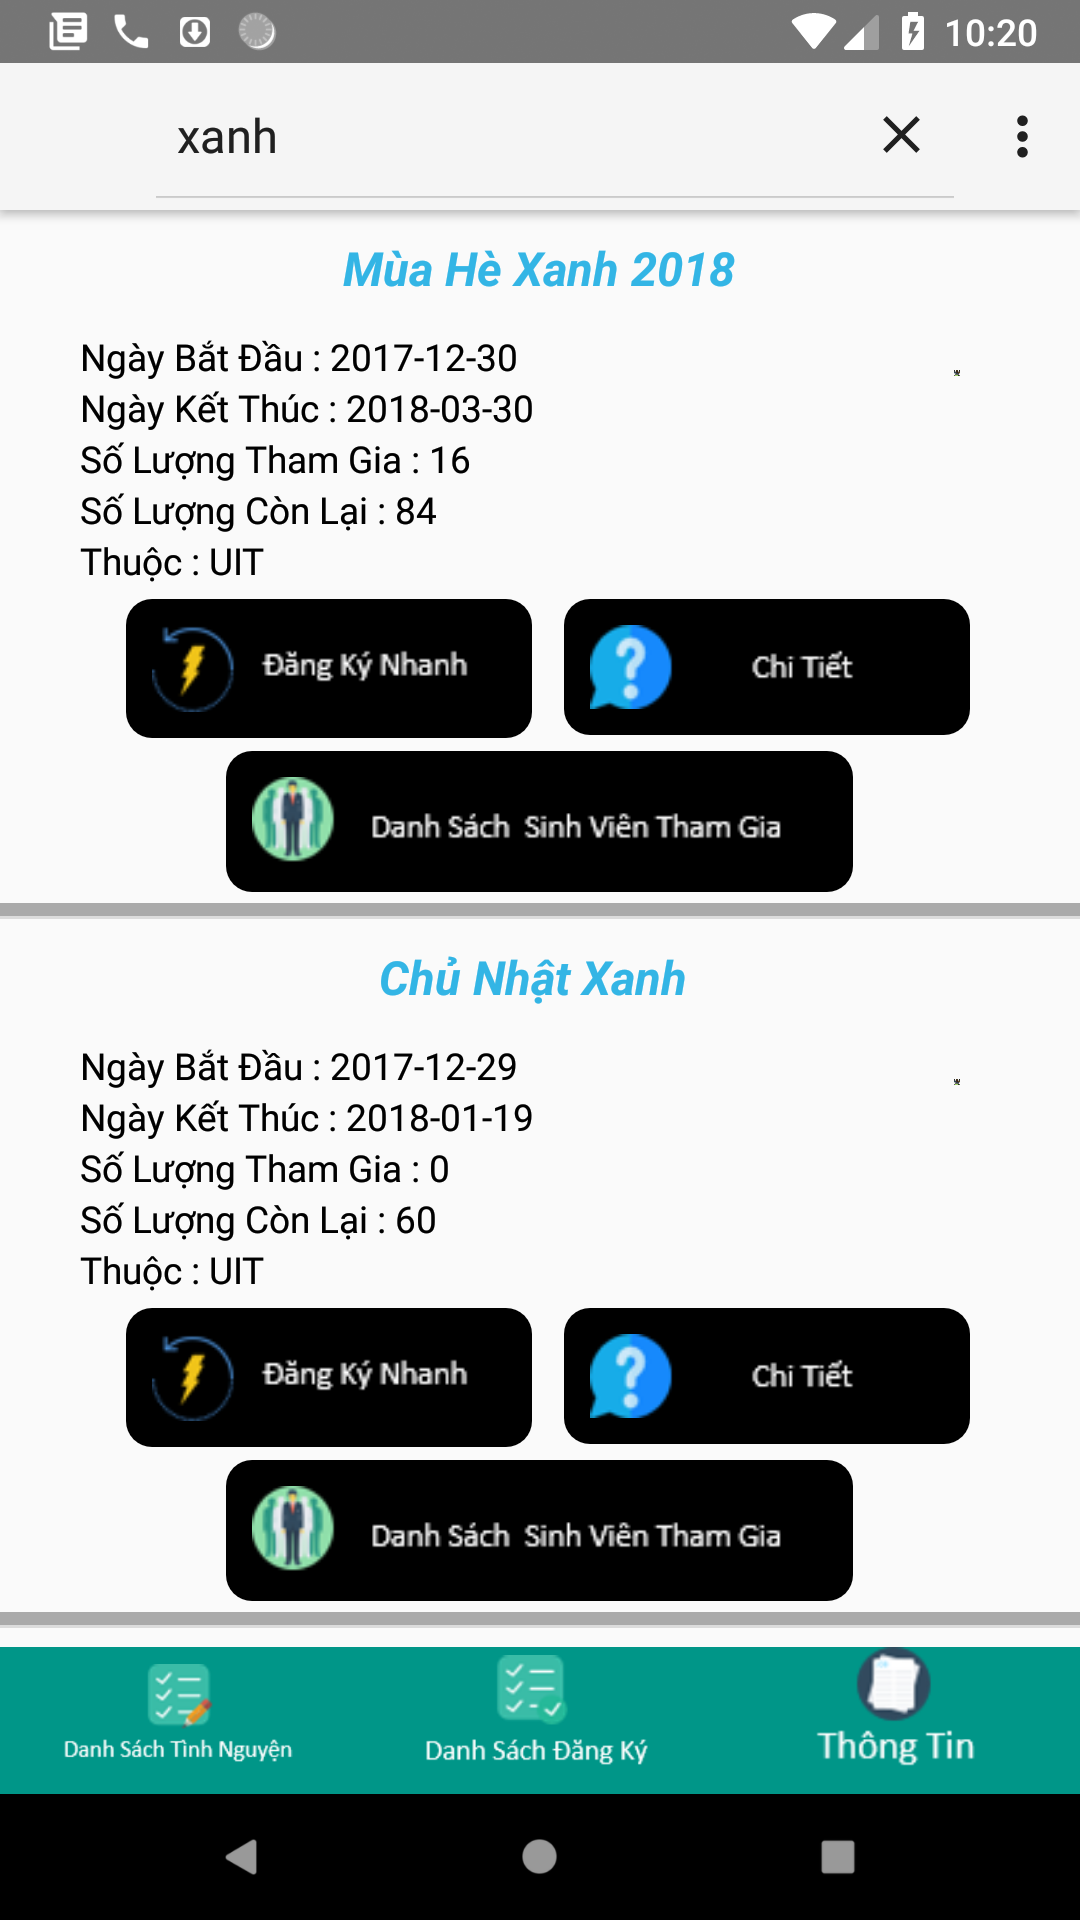 10:20
xanh
Mùa Hè Xanh 2018
Ngày Bắt Đầu : 2017-12-30
Ngày Kết Thúc : 2018-03-30
Số Lượng Tham Gia : 16
Số Lượng Còn Lại : 84
Thuộc : UIT
Đăng Ký Nhanh
Chi Tiết
Danh Sách Sinh Viên Tham Gia
Chủ Nhật Xanh
Ngày Bắt Đầu : 2017-12-29
Ngày Kết Thúc : 2018-01-19
Số Lượng Tham Gia : 0
Số Lượng Còn Lại : 60
Thuộc : UIT
Đăng Ký Nhanh
Chi Tiết
Danh Sách Sinh Viên Tham Gia
Danh Sách Tình Nguyện
Danh Sách Đăng Ký
Thông Tin